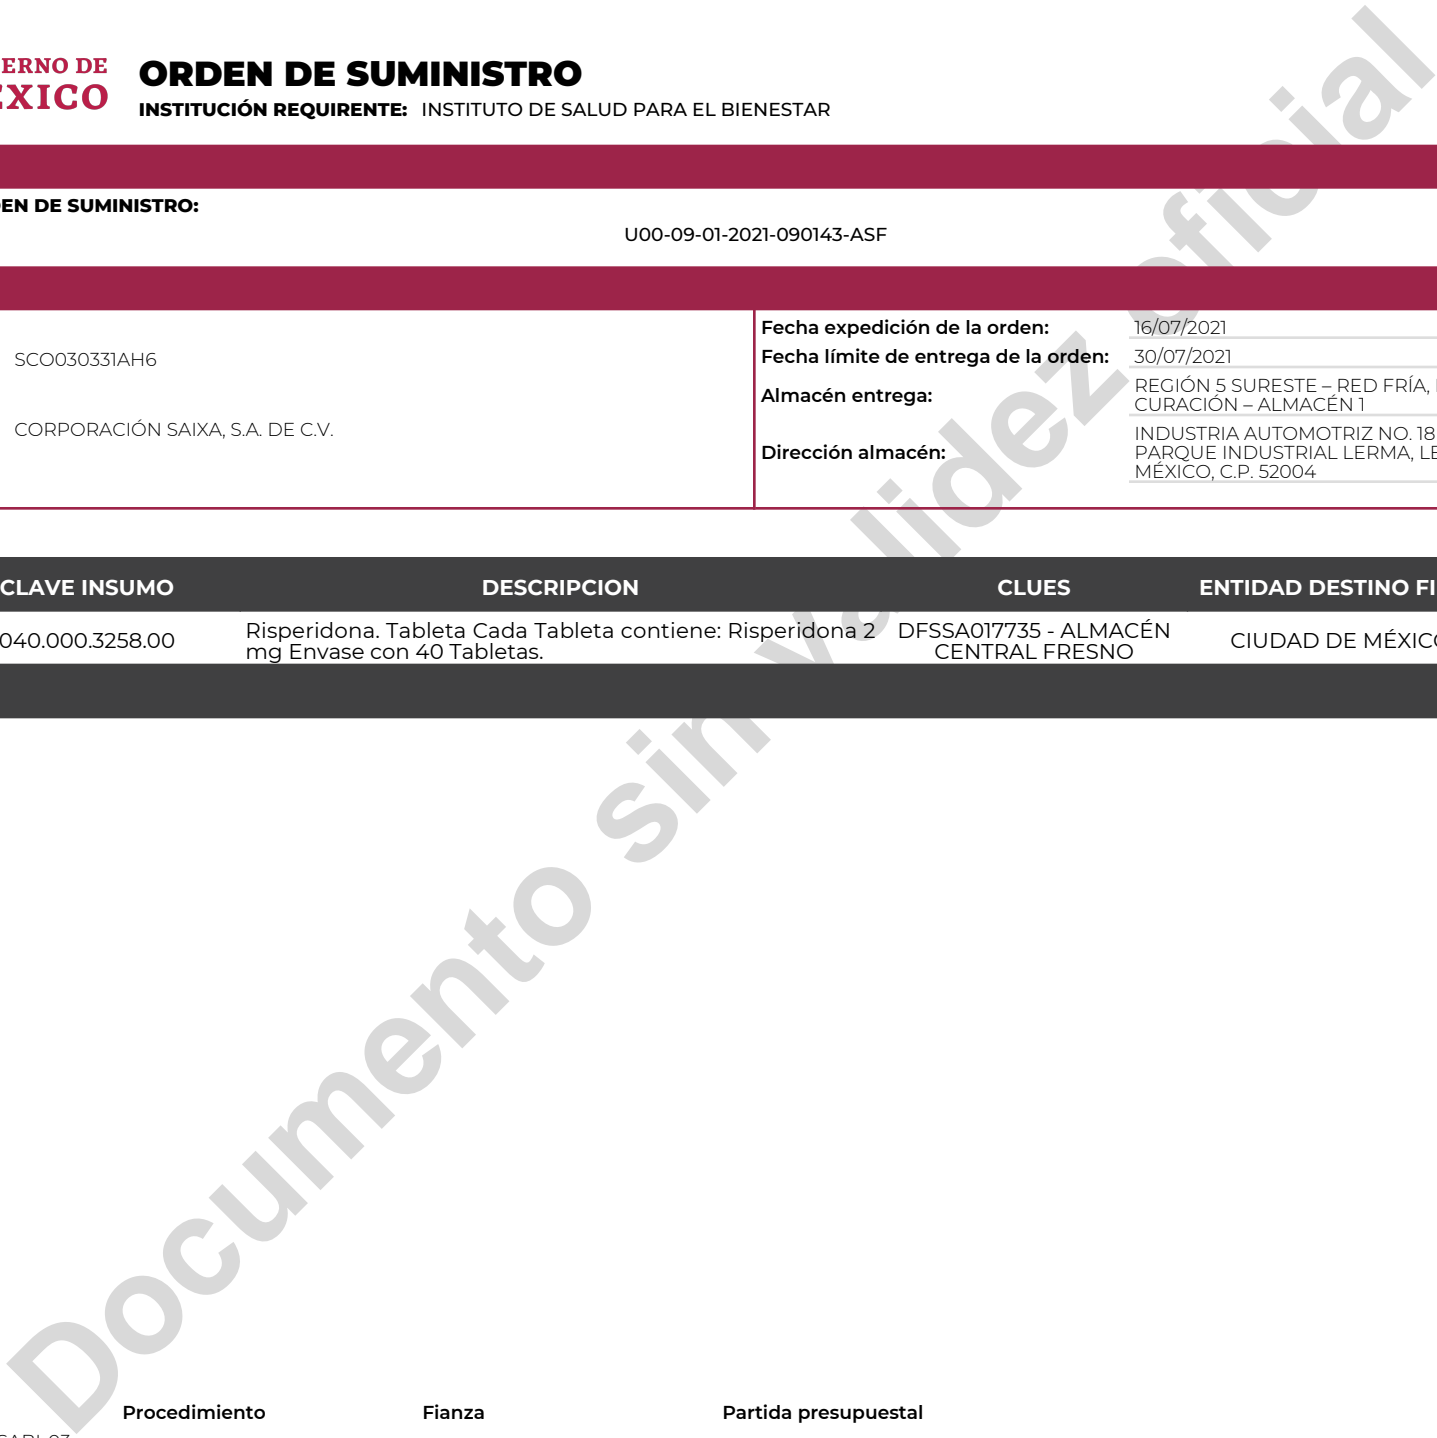 ERNO DE
ORDEN DE SUMINISTRO
EXICO
INSTITUCIÓN REQUIRENTE: INSTITUTO DE SALUD PARA EL BIENESTAR
EN DE SUMINISTRO:
U00-09-01-2021-090143-ASF
SCO030331AH6
CORPORACIÓN SAIXA, S.A. DE C.V.
Fecha expedición de la orden: 16/07/2021
Fecha límite de entrega de la orden: 30/07/2021
Almacén entrega: REGIÓN 5 SURESTE – RED FRÍA,
CURACIÓN – ALMACÉN 1
Dirección almacén: INDUSTRIA AUTOMOTRIZ NO. 18
PARQUE INDUSTRIAL LERMA, LE
MÉXICO, C.P. 52004
CLAVE INSUMO DESCRIPCION CLUES ENTIDAD DESTINO FI
040.000.3258.00 Risperidona. Tableta Cada Tableta contiene: Risperidona 2 DFSSA017735 - ALMACÉN CIUDAD DE MÉXICO
mg Envase con 40 Tabletas. CENTRAL FRESNO
Documento sin validez oficial
Procedimiento Fianza Partida presupuestal